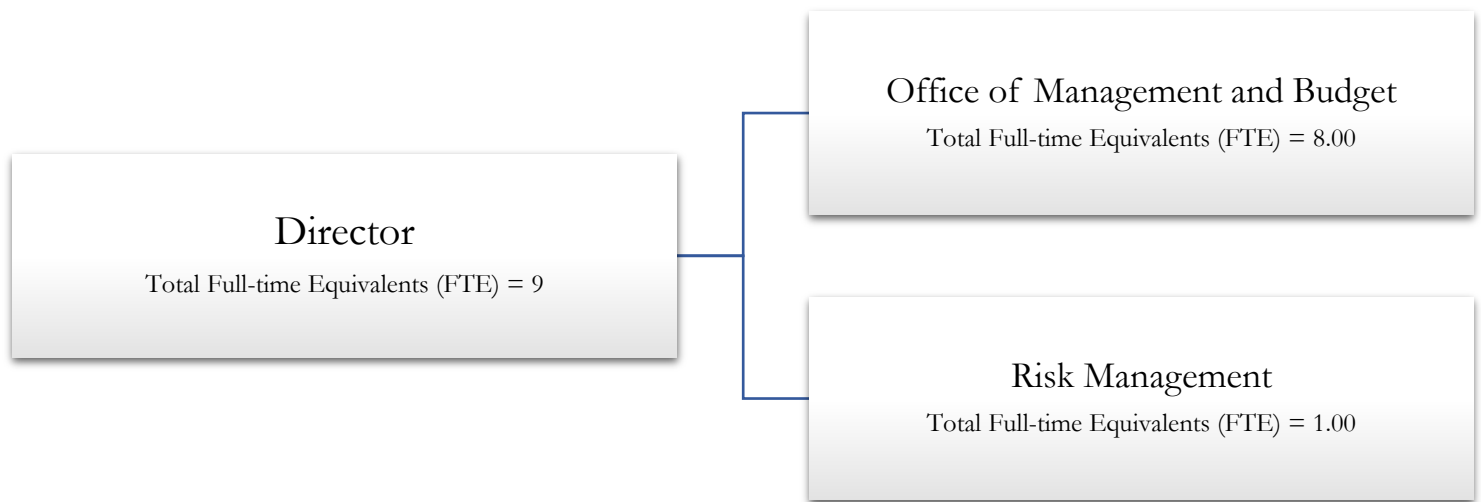 Director
Total Full-time Equivalents (FTE) = 9
Office of Management and Budget
Total Full-time Equivalents (FTE) = 8.00
Risk Management
Total Full-time Equivalents (FTE) = 1.00